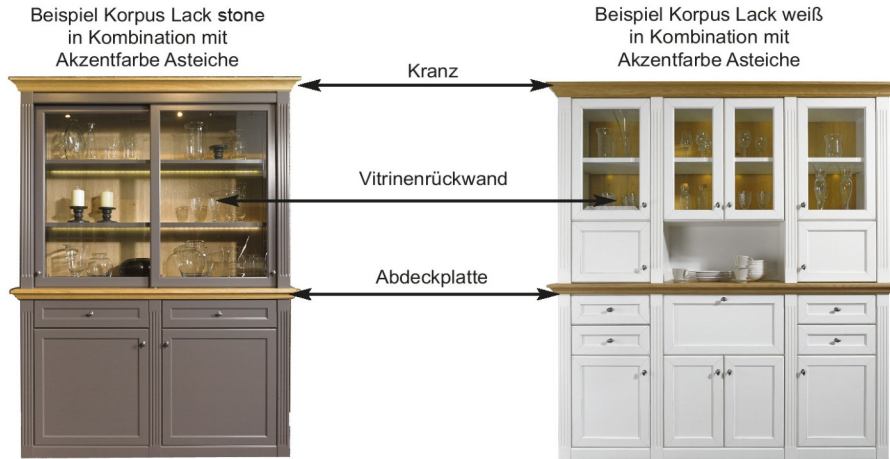 Beispiel Korpus Lack stone
in Kombination mit
Akzentfarbe Asteiche
Beispiel Korpus Lack weiß
in Kombination mit
Akzentfarbe Asteiche
Kranz
Vitrinenrückwand
Abdeckplatte